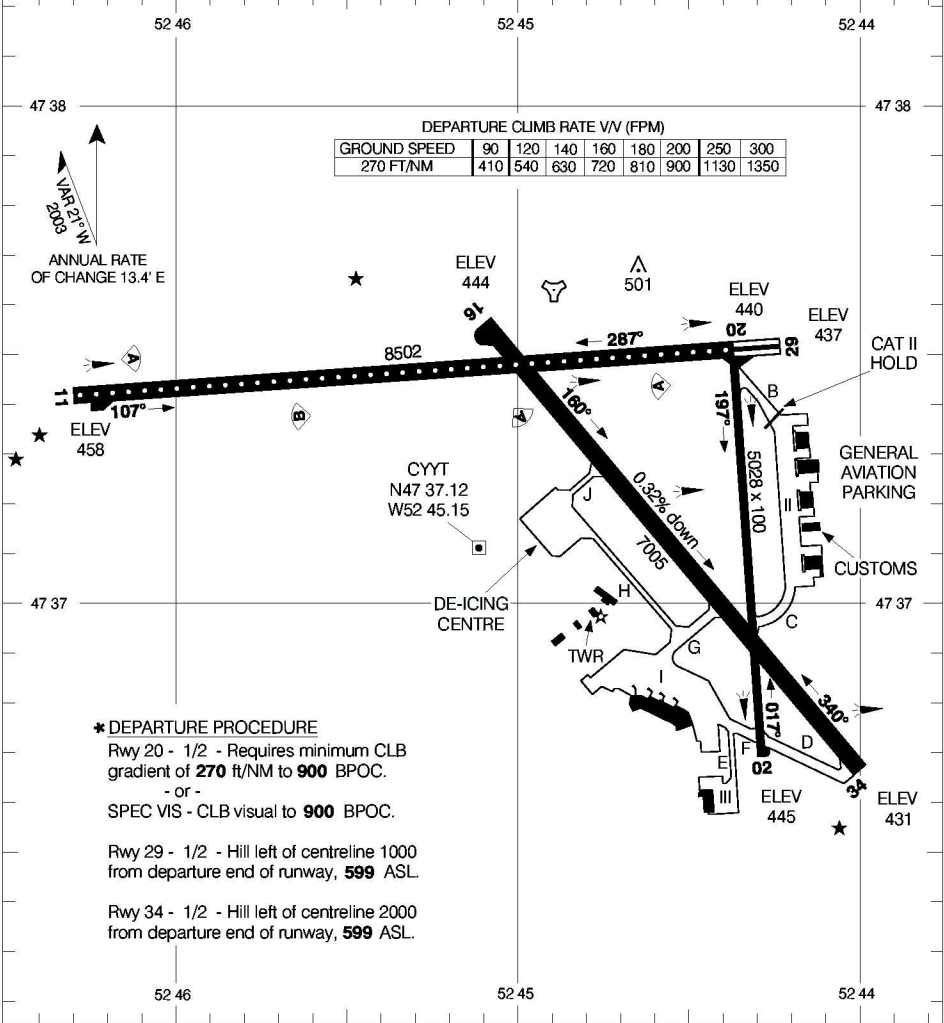 52 46
52 45
52 44
47 38
47 38
DEPARTURE CLIMB RATE V/V (FPM)
GROUND SPEED 90 120 140 160 180 200 250 300
270 FT/NM 410 540 630 720 810 900 1130 1350
VAR 21° W
2003
ANNUAL RATE
OF CHANGE 13.4' E
ELEV
444
501
ELEV
440
ELEV
437
16
20
29
CAT II
HOLD
287°
8502
A
A
B
A
11
107°
ELEV
458
B
160°
197°
GENERAL
AVIATION
PARKING
CYYT
N47 37.12
W52 45.15
J
0.32% down
7005
5028 x 100
II
CUSTOMS
DE-ICING
CENTRE
H
47 37
47 37
C
TWR
G
I
340°
017°
D
F
E
02
III
34
ELEV
445
ELEV
431
* DEPARTURE PROCEDURE
Rwy 20 - 1/2 - Requires minimum CLB
gradient of 270 ft/NM to 900 BPOC.
- or -
SPEC VIS - CLB visual to 900 BPOC.
Rwy 29 - 1/2 - Hill left of centreline 1000
from departure end of runway, 599 ASL.
Rwy 34 - 1/2 - Hill left of centreline 2000
from departure end of runway, 599 ASL.
52 46
52 45
52 44